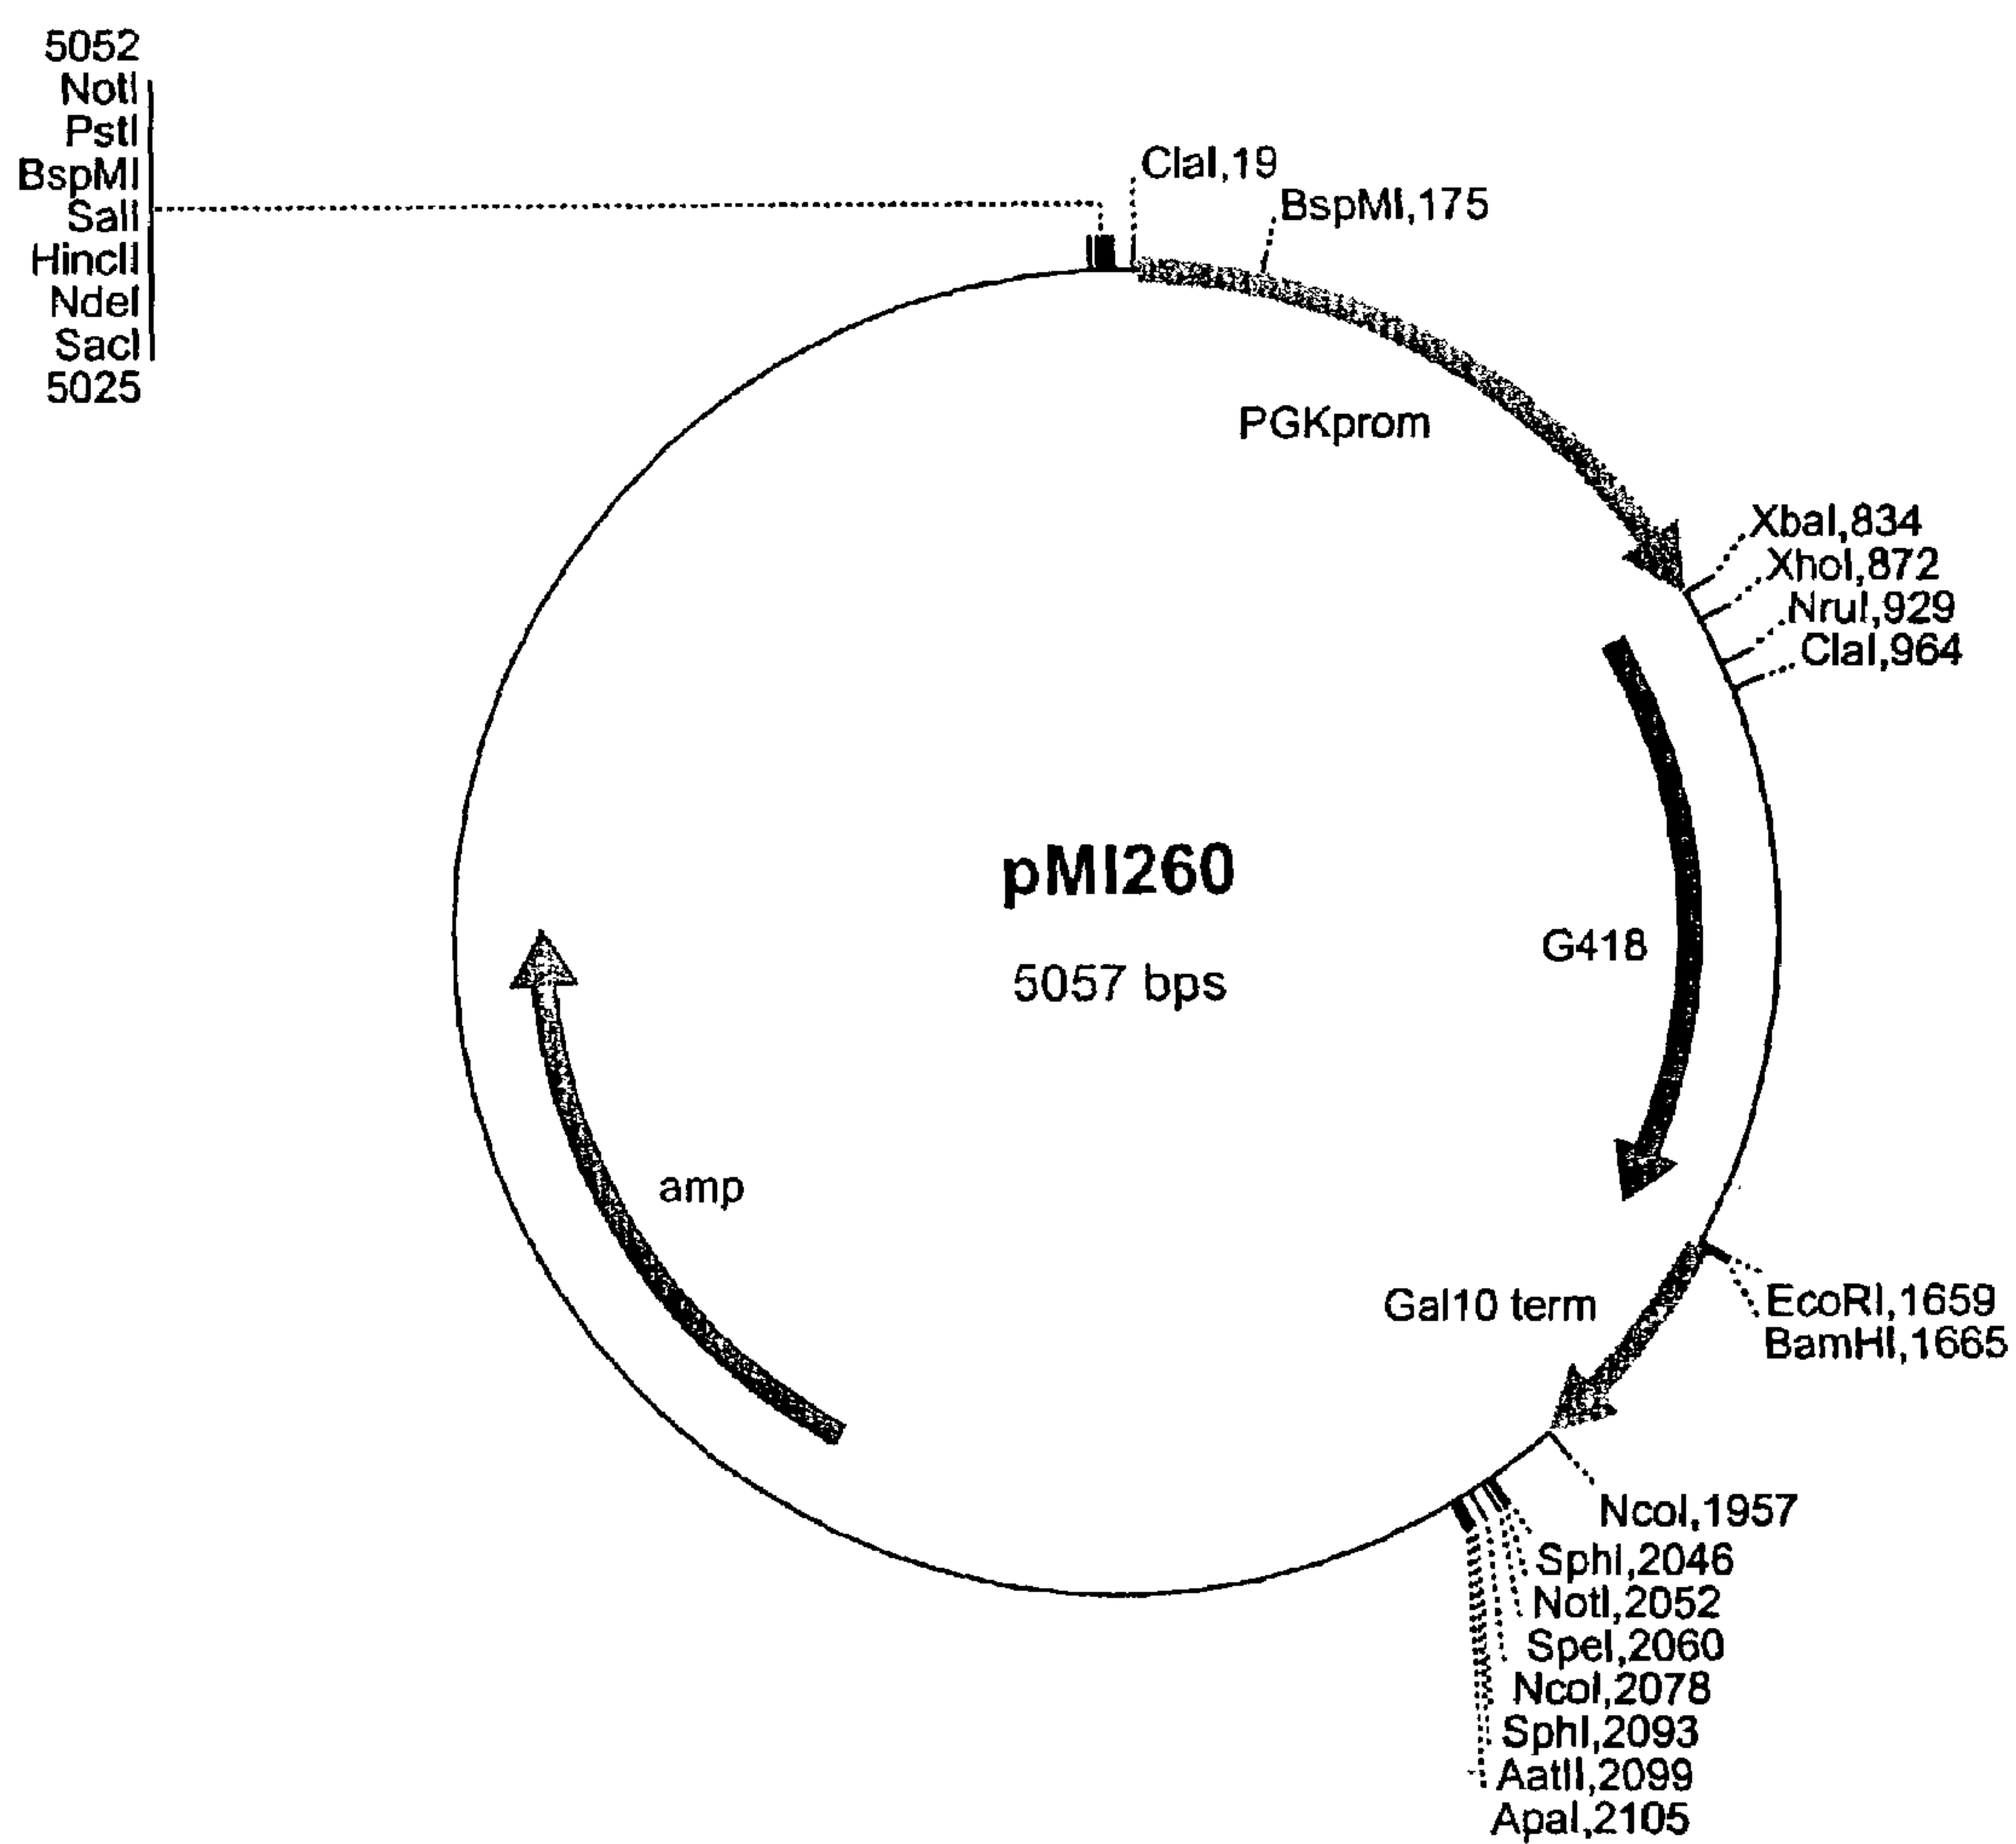 5052
NotI
PstI
BspMI
SalI
HincII
NdeI
SacI
5025
ClaI,19
BspMI,175
PGKprom
XbaI,834
XhoI,872
NruI,929
ClaI,964
pMI260
5057 bps
G418
amp
Gal10 term
EcoRI,1659
BamHI,1665
NcoI,1957
SphI,2046
NotI,2052
SpeI,2060
NcoI,2078
SphI,2093
AatII,2099
ApaI,2105